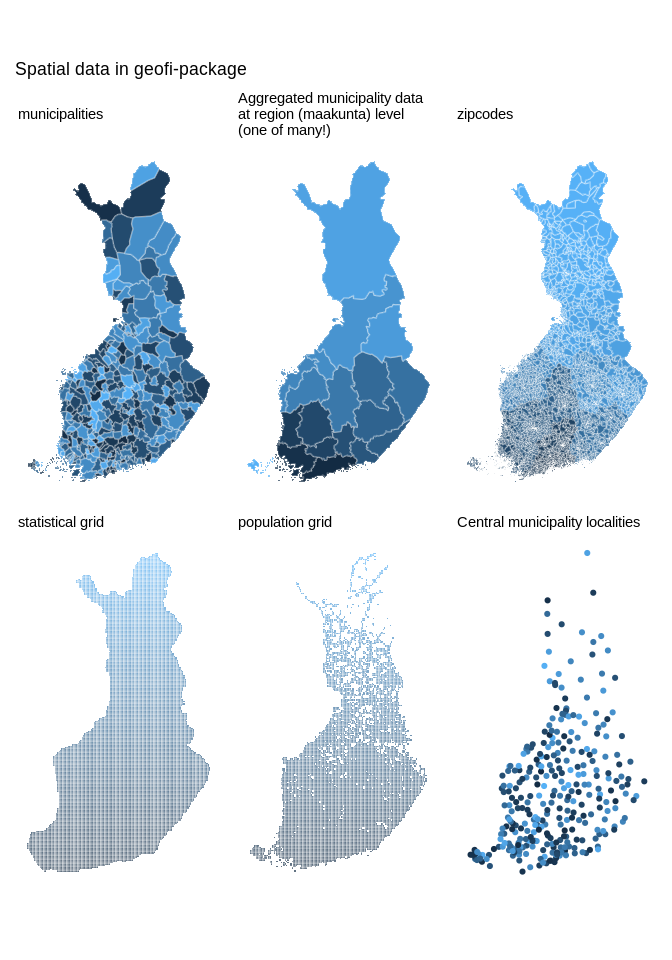 Spatial data in geofi-package
municipalities
Aggregated municipality data
at region (maakunta) level
(one of many!)
zipcodes
statistical grid
population grid
Central municipality localities